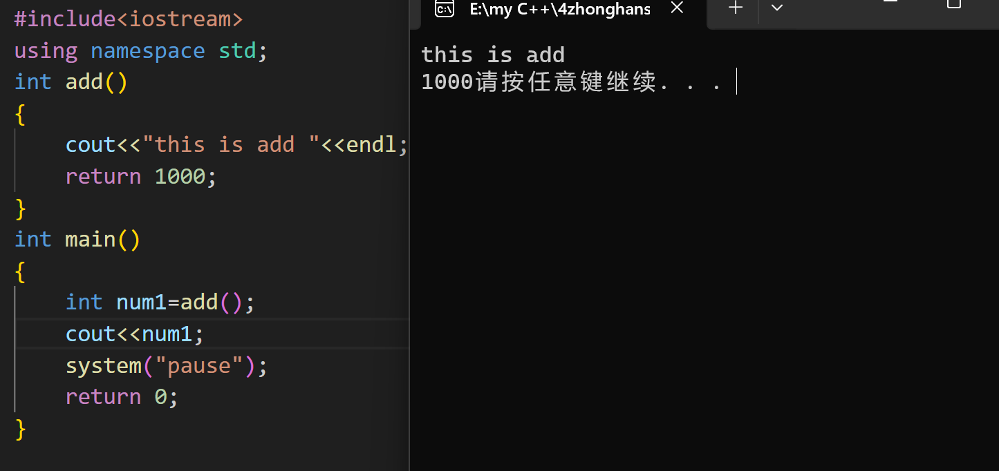 #include<iostream>
using namespace std;
int add()
{
    cout<<"this is add "<<endl;
    return 1000;
}
int main()
{
    int num1=add();
    cout<<num1;
    system("pause");
    return 0;
}
E:\my C++\4zhonghans
this is add
1000请按任意键继续. . .